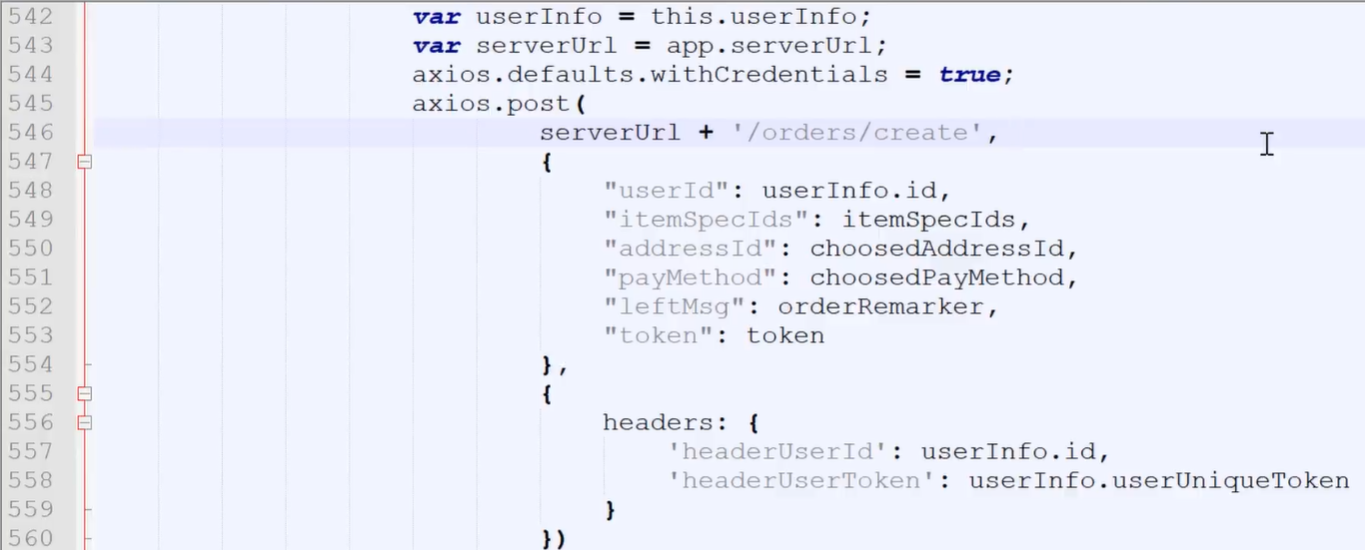 542 var userInfo = this.userInfo;
543 var serverUrl = app.serverUrl;
544 axios.defaults.withCredentials = true;
545 axios.post(
546 serverUrl + '/orders/create',
547 {
548 "userId": userInfo.id,
549 "itemSpecIds": itemSpecIds,
550 "addressId": choosedAddressId,
551 "payMethod": choosedPayMethod,
552 "leftMsg": orderRemarker,
553 "token": token
554 },
555 {
556 headers: {
557 'headerUserId': userInfo.id,
558 'headerUserToken': userInfo.userUniqueToken
559 }
560 })